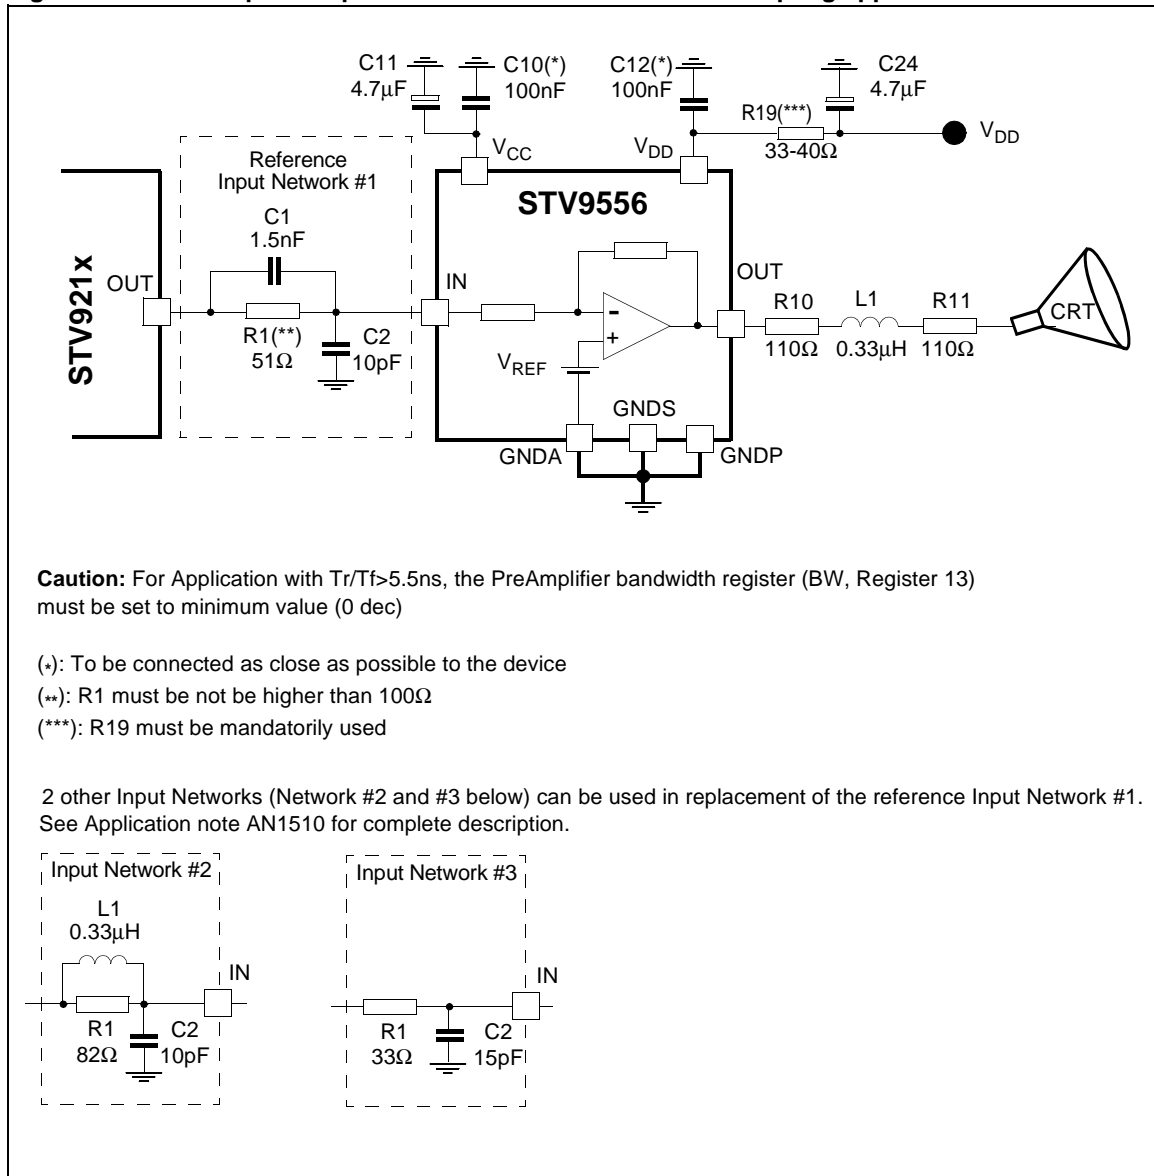 C11
4.7µF
C10(*)
100nF
C12(*)
100nF
C24
4.7µF
R19(***)
33-40Ω
VDD
VCC
VDD
Reference
Input Network #1
C1
1.5nF
STV921x
OUT
R1(**)
51Ω
C2
10pF
STV9556
IN
-
+
VREF
OUT
GNDS
GNDA
GNDP
R10
110Ω
L1
0.33µH
R11
110Ω
CRT
Caution: For Application with Tr/Tf>5.5ns, the PreAmplifier bandwidth register (BW, Register 13)
must be set to minimum value (0 dec)
(*): To be connected as close as possible to the device
(**): R1 must be not be higher than 100Ω
(***): R19 must be mandatorily used
2 other Input Networks (Network #2 and #3 below) can be used in replacement of the reference Input Network #1.
See Application note AN1510 for complete description.
Input Network #2
L1
0.33µH
IN
R1
82Ω
C2
10pF
Input Network #3
IN
R1
33Ω
C2
15pF